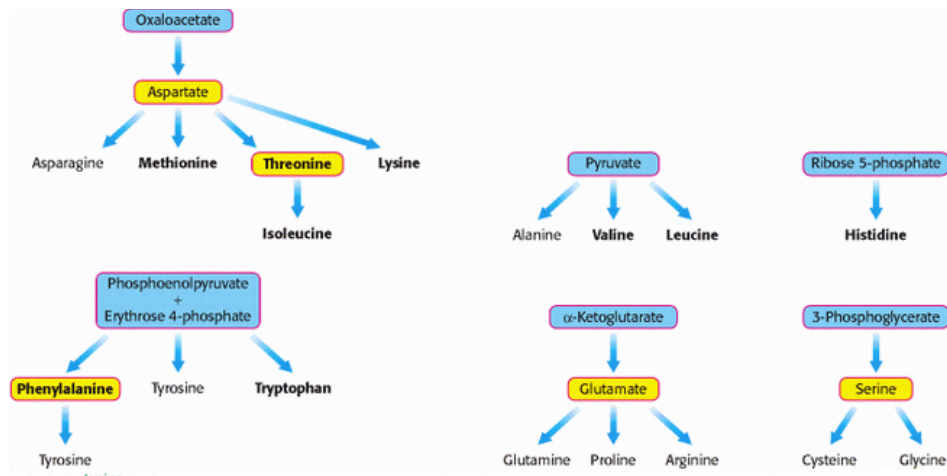 Oxaloacetate
Aspartate
Asparagine
Methionine
Threonine
Lysine
Isoleucine
Pyruvate
Alanine
Valine
Leucine
Ribose 5-phosphate
Histidine
Phosphoenolpyruvate
+
Erythrose 4-phosphate
Phenylalanine
Tyrosine
Tryptophan
Tyrosine
α-Ketoglutarate
Glutamate
Glutamine
Proline
Arginine
3-Phosphoglycerate
Serine
Cysteine
Glycine